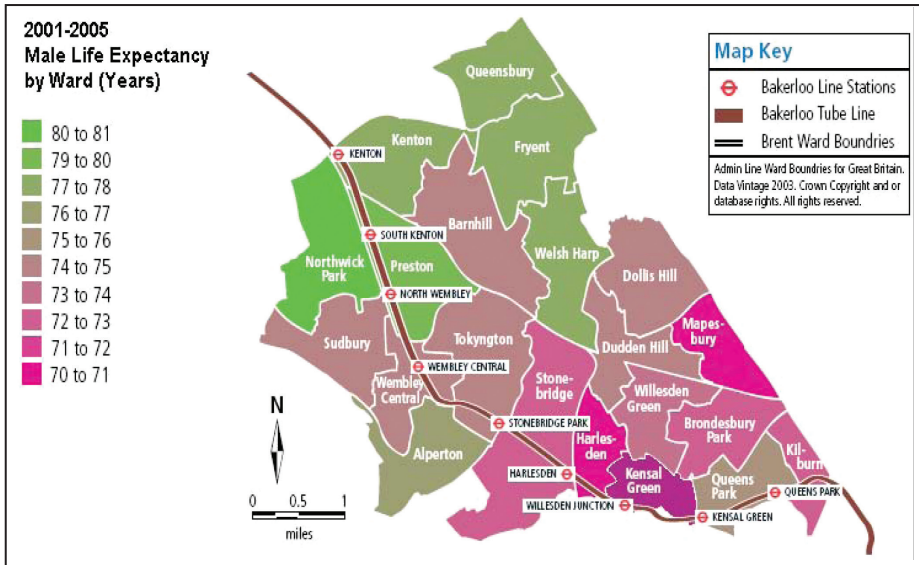 2001-2005
Male Life Expectancy
by Ward (Years)
80 to 81
79 to 80
77 to 78
76 to 77
75 to 76
74 to 75
73 to 74
72 to 73
71 to 72
70 to 71
Map Key
Bakerloo Line Stations
Bakerloo Tube Line
Brent Ward Boundries
Admin Line Ward Boundries for Great Britain.
Data Vintage 2003. Crown Copyright and or
database rights. All rights reserved.
Queensbury
Kenton
Fryent
KENTON
Barnhill
SOUTH KENTON
Northwick
Park
Preston
Welsh Harp
Dollis Hill
NORTH WEMBLEY
Mapes-
bury
Sudbury
Tokyngton
Dudden Hill
WEMBLEY CENTRAL
Wembley
Central
Stone-
bridge
Willesden
Green
Brondesbury
Park
STONEBRIDGE PARK
Alperton
Harles-
den
Kil-
burn
HARLESDEN
Kensal
Green
Queens
Park
QUEENS PARK
WILLESDEN JUNCTION
KENSAL GREEN
N
0 0.5 1
miles